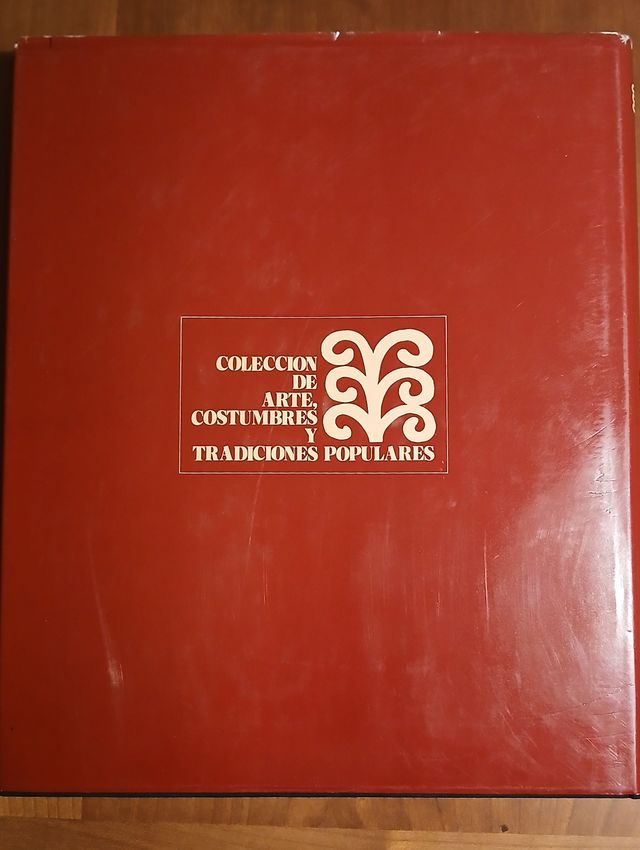 COLECCION
DE
ARTE,
COSTUMBRES
Y
TRADICIONES POPULARES